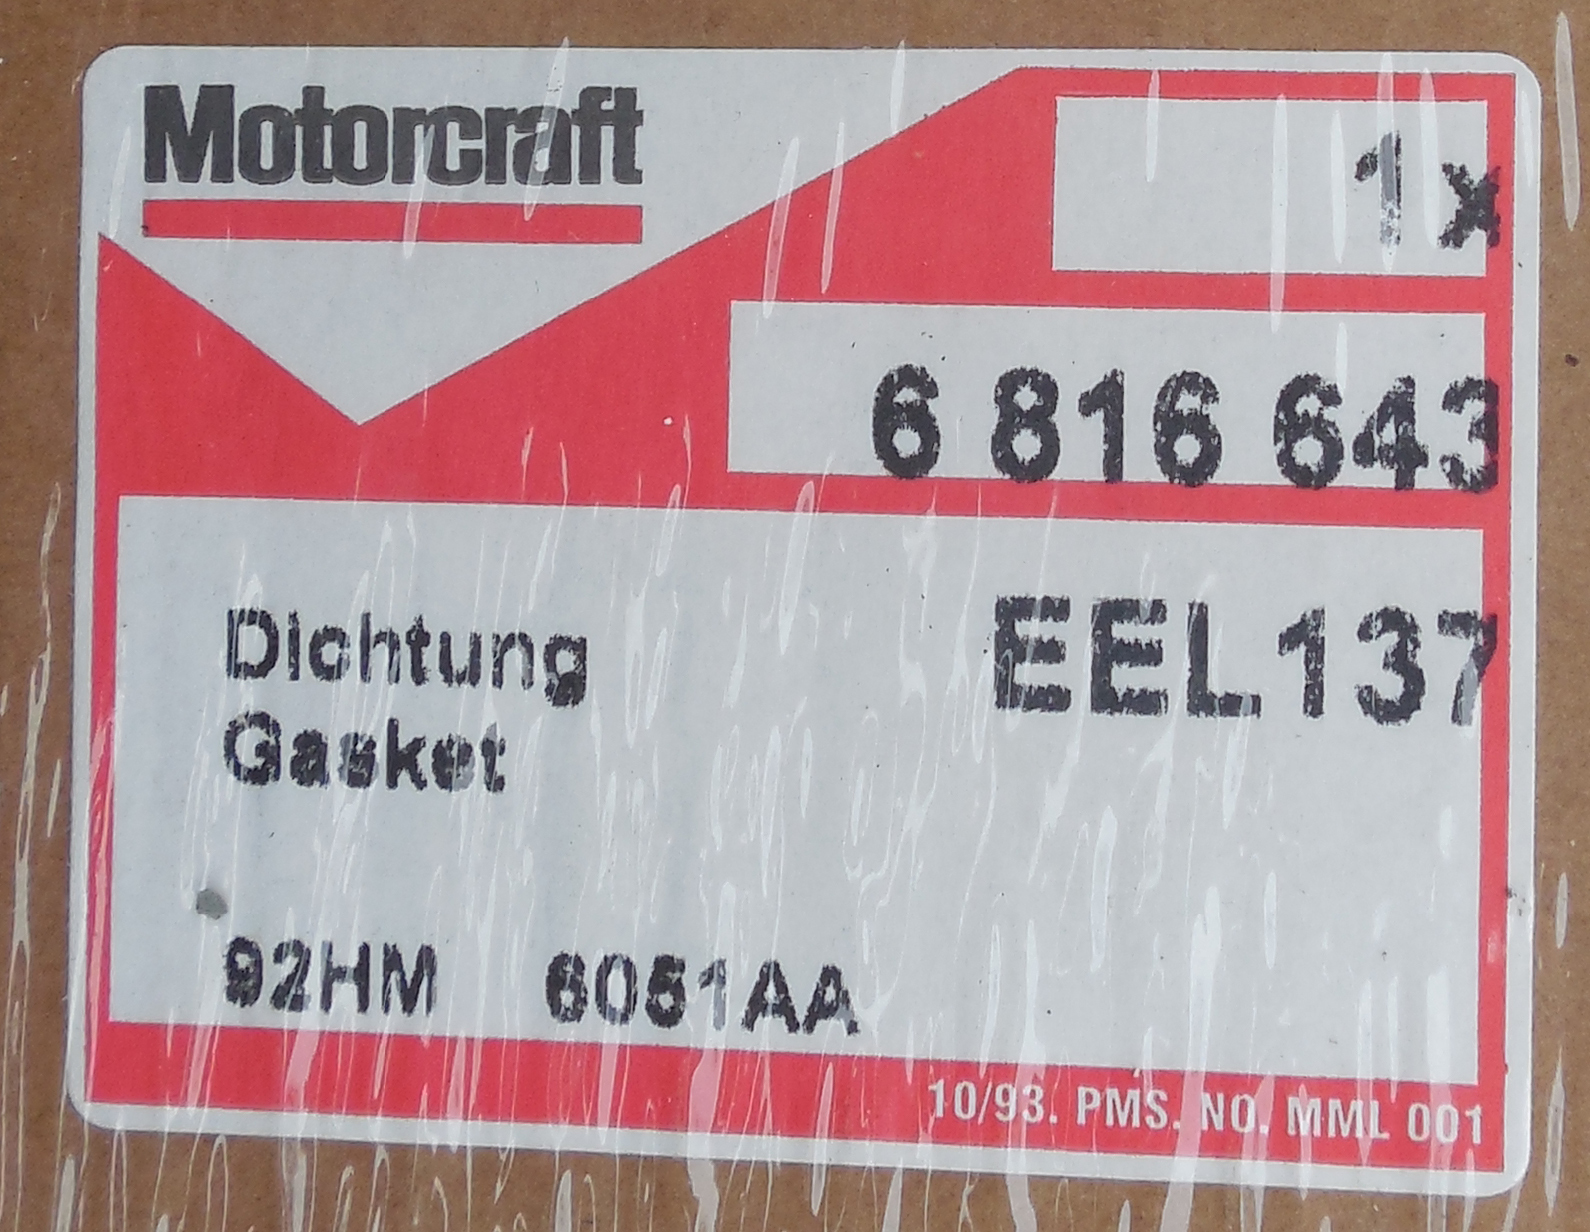 Motorcraft
1x
6 816 643
Dichtung
EEL137
Gasket
92HM 6051AA
10/93. PMS. NO. MML 001